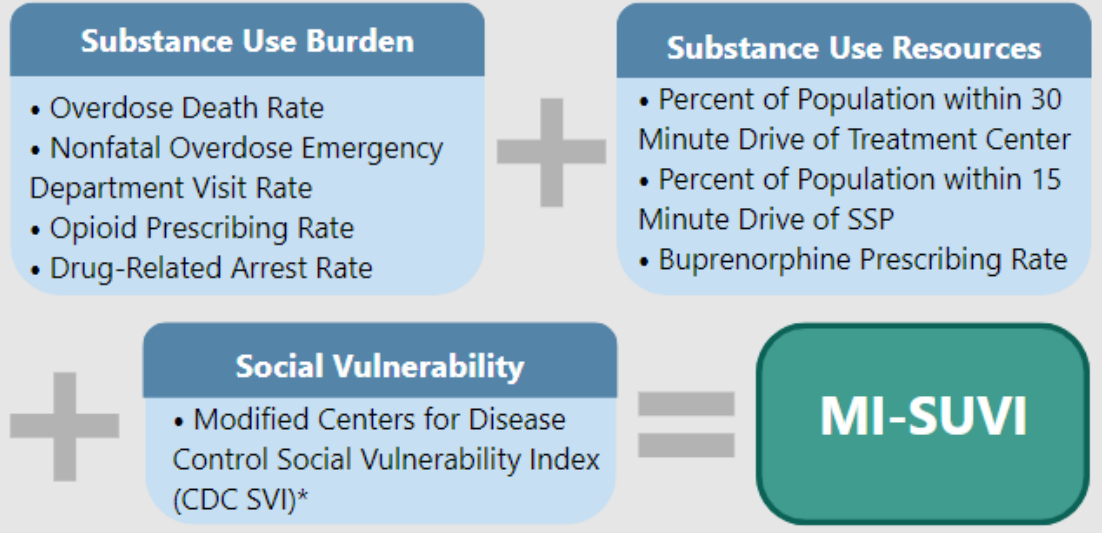 Substance Use Burden
• Overdose Death Rate
• Nonfatal Overdose Emergency
Department Visit Rate
• Opioid Prescribing Rate
• Drug-Related Arrest Rate
+
Substance Use Resources
• Percent of Population within 30
Minute Drive of Treatment Center
• Percent of Population within 15
Minute Drive of SSP
• Buprenorphine Prescribing Rate
+
Social Vulnerability
• Modified Centers for Disease
Control Social Vulnerability Index
(CDC SVI)*
=
MI-SUVI